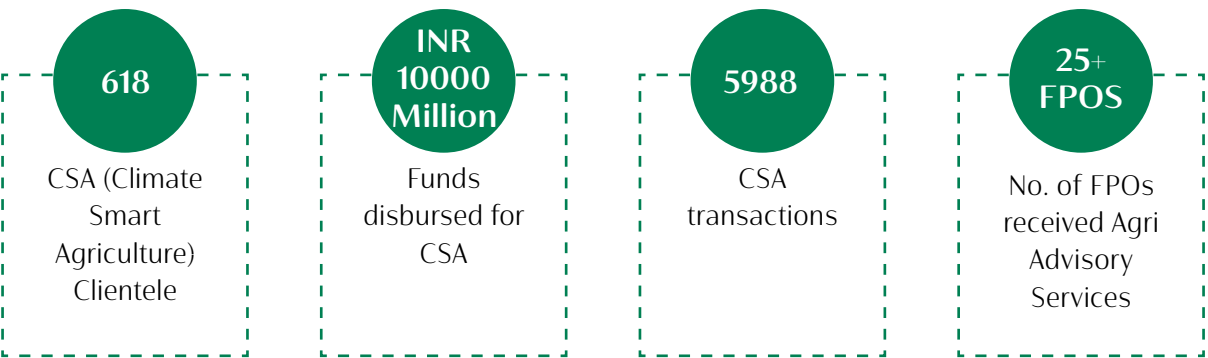 618
CSA (Climate
Smart
Agriculture)
Clientele
INR
10000
Million
Funds
disbursed for
CSA
5988
CSA
transactions
25+
FPOS
No. of FPOs
received Agri
Advisory
Services